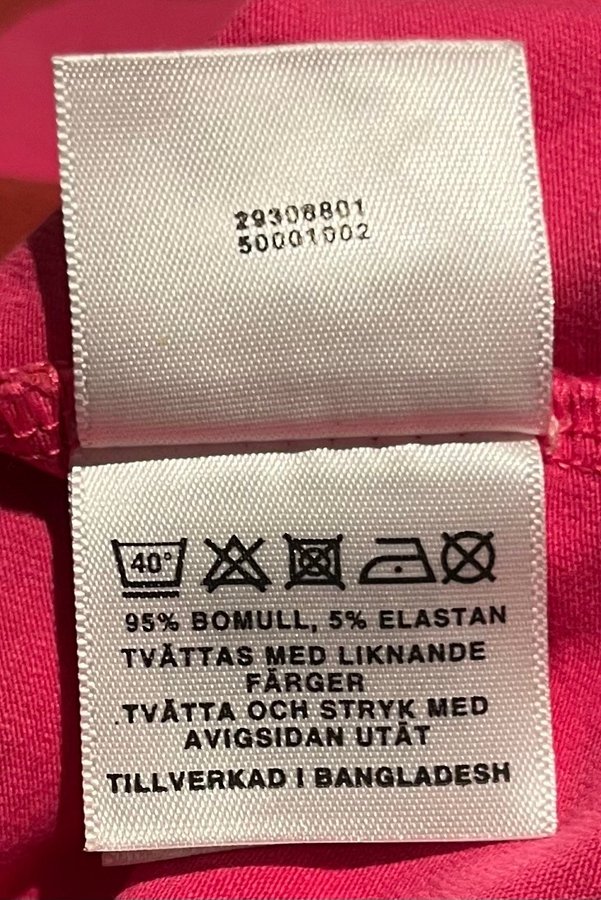 29308801
50001002
40°
95% BOMULL, 5% ELASTAN
TVÄTTAS MED LIKNANDE
FÄRGER
.TVÄTTA OCH STRYK MED
AVIGSIDAN UTÅT
TILLVERKAD I BANGLADESH